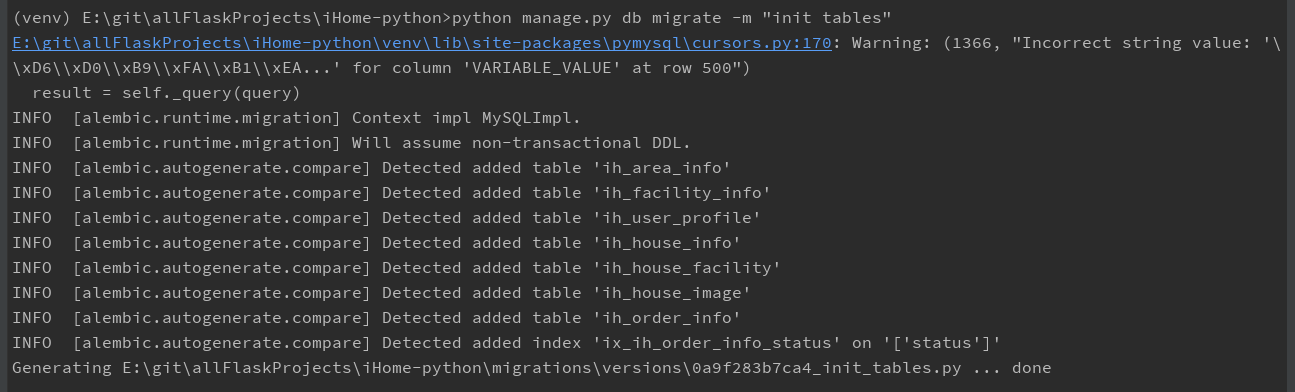 (venv) E:\git\allFlaskProjects\iHome-python>python manage.py db migrate -m "init tables"
E:\git\allFlaskProjects\iHome-python\venv\lib\site-packages\pymysql\cursors.py:170: Warning: (1366, "Incorrect string value: '\
\xD6\\xD0\\xB9\\xFA\\xB1\\xEA...' for column 'VARIABLE_VALUE' at row 500")
  result = self._query(query)
INFO  [alembic.runtime.migration] Context impl MySQLImpl.
INFO  [alembic.runtime.migration] Will assume non-transactional DDL.
INFO  [alembic.autogenerate.compare] Detected added table 'ih_area_info'
INFO  [alembic.autogenerate.compare] Detected added table 'ih_facility_info'
INFO  [alembic.autogenerate.compare] Detected added table 'ih_user_profile'
INFO  [alembic.autogenerate.compare] Detected added table 'ih_house_info'
INFO  [alembic.autogenerate.compare] Detected added table 'ih_house_facility'
INFO  [alembic.autogenerate.compare] Detected added table 'ih_house_image'
INFO  [alembic.autogenerate.compare] Detected added table 'ih_order_info'
INFO  [alembic.autogenerate.compare] Detected added index 'ix_ih_order_info_status' on '['status']'
Generating E:\git\allFlaskProjects\iHome-python\migrations\versions\0a9f283b7ca4_init_tables.py ... done